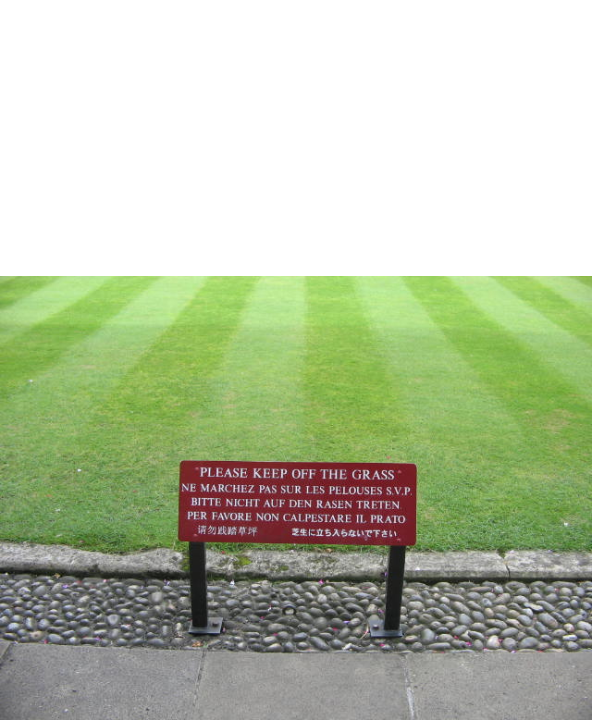 "PLEASE KEEP OFF THE GRASS"
NE MARCHEZ PAS SUR LES PELOUSES S.V.P.
BITTE NICHT AUF DEN RASEN TRETEN.
PER FAVORE NON CALPESTARE IL PRATO
请勿践踏草坪 芝生に立ち入らないで下さい。